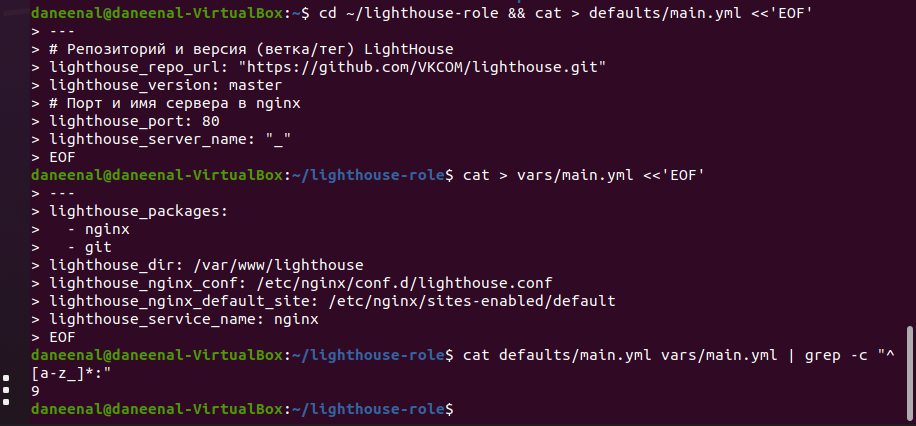 daneenal@daneenal-VirtualBox:~$ cd ~/lighthouse-role && cat > defaults/main.yml <<'EOF'
> ---
> # Репозиторий и версия (ветка/тег) LightHouse
> lighthouse_repo_url: "https://github.com/VKCOM/lighthouse.git"
> lighthouse_version: master
> # Порт и имя сервера в nginx
> lighthouse_port: 80
> lighthouse_server_name: "_"
> EOF
daneenal@daneenal-VirtualBox:~/lighthouse-role$ cat > vars/main.yml <<'EOF'
> ---
> lighthouse_packages:
>   - nginx
>   - git
> lighthouse_dir: /var/www/lighthouse
> lighthouse_nginx_conf: /etc/nginx/conf.d/lighthouse.conf
> lighthouse_nginx_default_site: /etc/nginx/sites-enabled/default
> lighthouse_service_name: nginx
> EOF
daneenal@daneenal-VirtualBox:~/lighthouse-role$ cat defaults/main.yml vars/main.yml | grep -c "^
[a-z_]*:"
9
daneenal@daneenal-VirtualBox:~/lighthouse-role$